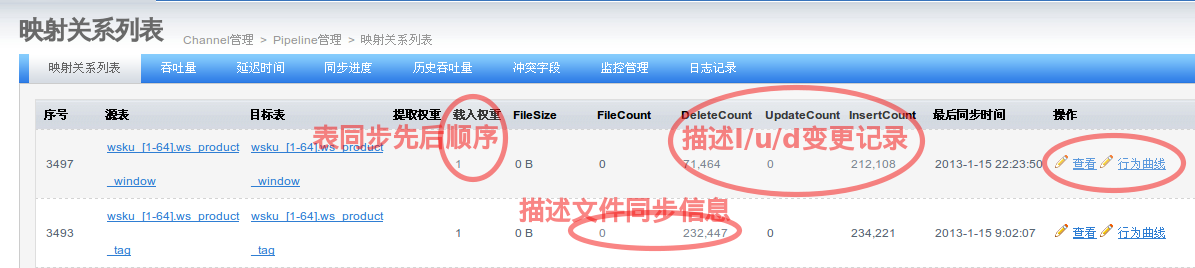 映射关系列表
Channel管理 > Pipeline管理 > 映射关系列表
映射关系列表 吞吐量 延迟时间 同步进度 历史吞吐量 冲突字段 监控管理 日志记录
序号 源表 目标表 提取权重 载入权重 FileSize FileCount DeleteCount UpdateCount InsertCount 最后同步时间 操作
表同步先后顺序 描述I/u/d变更记录
wsku_[1-64].ws_product wsku_[1-64].ws_product
3497 1 0 B 0 71,464 0 212,108 2013-1-15 22:23:50 查看 行为曲线
_window _window
描述文件同步信息
wsku_[1-64].ws_product wsku_[1-64].ws_product
3493 1 0 B 0 232,447 0 234,221 2013-1-15 9:02:07 查看 行为曲线
_tag _tag